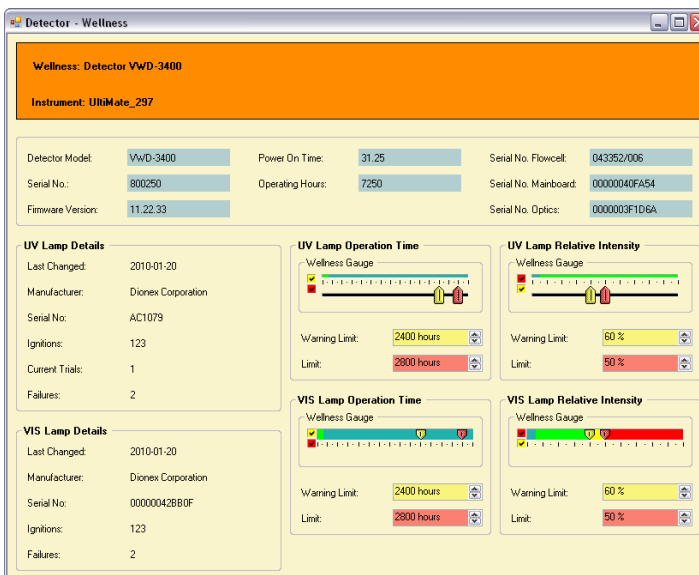 Detector - Wellness
Wellness: Detector VWD-3400
Instrument: UltiMate_297
Detector Model: VWD-3400 Power On Time: 31.25 Serial No. Flowcell: 043352/006
Serial No.: 800250 Operating Hours: 7250 Serial No. Mainboard: 00000040FA54
Firmware Version: 11.22.33 Serial No. Optics: 0000003F1D6A
UV Lamp Details
Last Changed: 2010-01-20
Manufacturer: Dionex Corporation
Serial No: AC1079
Ignitions: 123
Current Trials: 1
Failures: 2
UV Lamp Operation Time
Wellness Gauge
Warning Limit: 2400 hours
Limit: 2800 hours
UV Lamp Relative Intensity
Wellness Gauge
Warning Limit: 60 %
Limit: 50 %
VIS Lamp Details
Last Changed: 2010-01-20
Manufacturer: Dionex Corporation
Serial No: 00000042BB0F
Ignitions: 123
Failures: 2
VIS Lamp Operation Time
Wellness Gauge
Warning Limit: 2400 hours
Limit: 2800 hours
VIS Lamp Relative Intensity
Wellness Gauge
Warning Limit: 60 %
Limit: 50 %